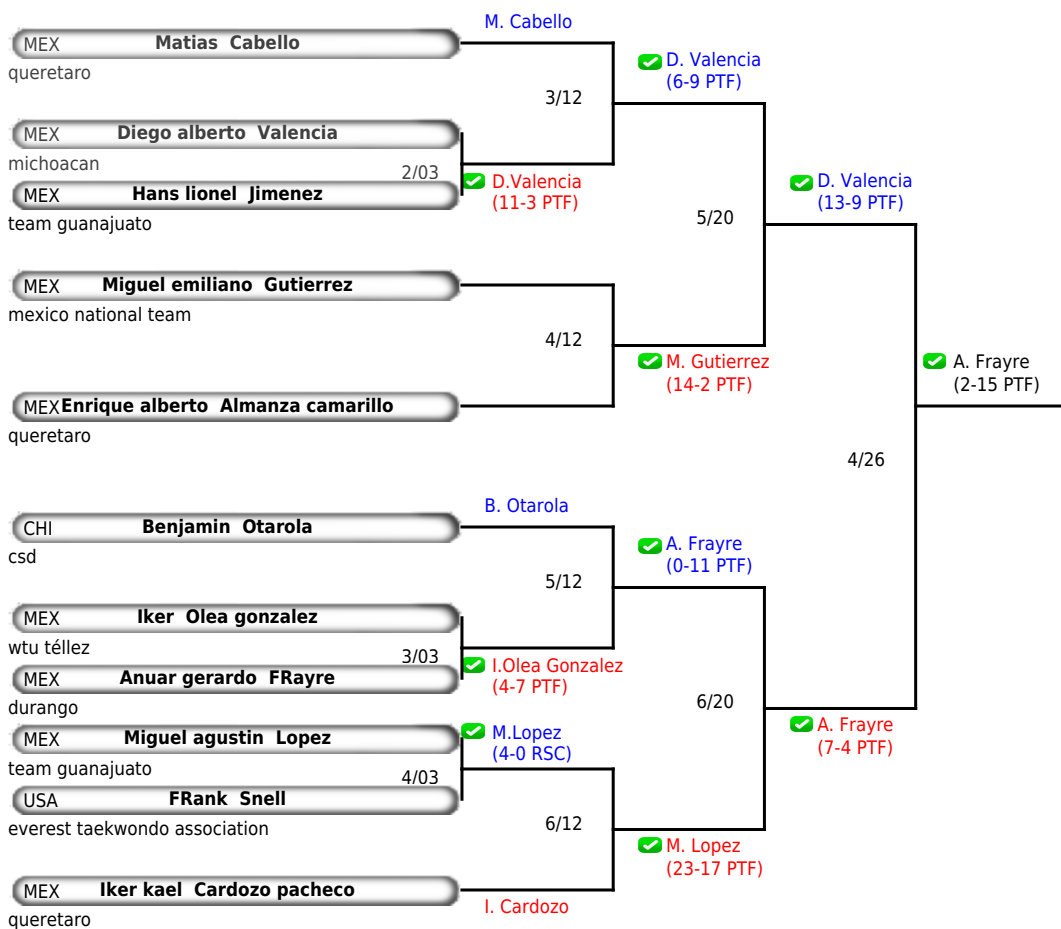 M. Cabello
MEX Matias Cabello
queretaro
3/12
D. Valencia
(6-9 PTF)
MEX Diego alberto Valencia
michoacan
2/03
MEX Hans lionel Jimenez
team guanajuato
D.Valencia
(11-3 PTF)
5/20
D. Valencia
(13-9 PTF)
MEX Miguel emiliano Gutierrez
mexico national team
4/12
M. Gutierrez
(14-2 PTF)
MEX Enrique alberto Almanza camarillo
queretaro
A. Frayre
(2-15 PTF)
4/26
B. Otarola
CHI Benjamin Otarola
csd
5/12
A. Frayre
(0-11 PTF)
MEX Iker Olea gonzalez
wtu téllez
3/03
MEX Anuar gerardo FRayre
durango
I.Olea Gonzalez
(4-7 PTF)
6/20
A. Frayre
(7-4 PTF)
MEX Miguel agustin Lopez
team guanajuato
M.Lopez
(4-0 RSC)
4/03
USA FRank Snell
everest taekwondo association
6/12
M. Lopez
(23-17 PTF)
MEX Iker kael Cardozo pacheco
queretaro
I. Cardozo